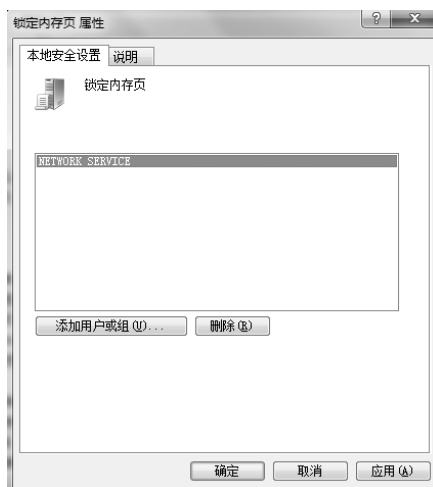 锁定内存页 属性
本地安全设置 说明
锁定内存页
NETWORK SERVICE
添加用户或组(U)... 删除(R)
确定 取消 应用(A)